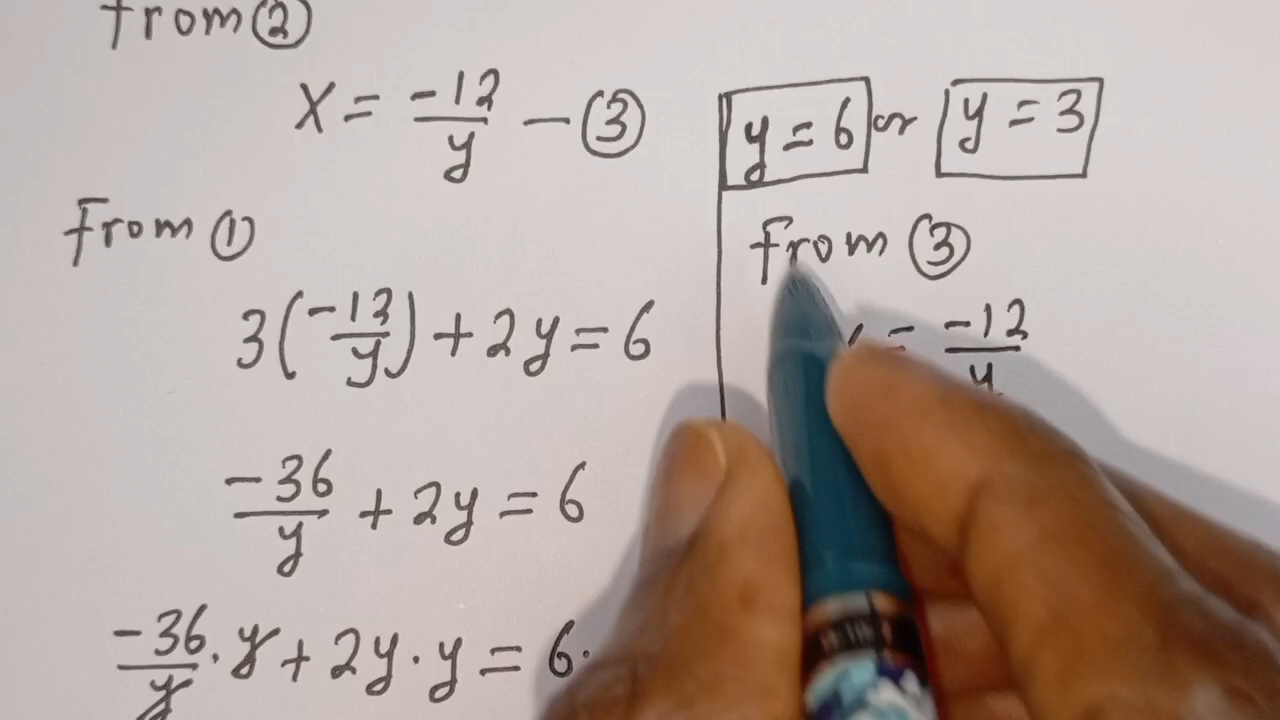 from ②
x = -12/y - ③
From ①
3(-12/y) + 2y = 6
-36/y + 2y = 6
-36/y . y + 2y . y = 6.
y = 6 or y = 3
From ③
= -12/y